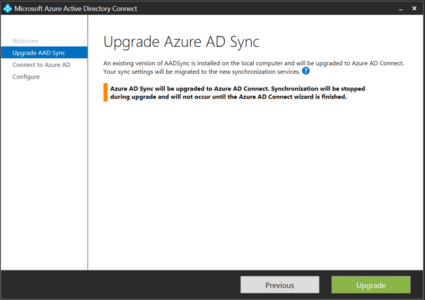 Microsoft Azure Active Directory Connect
Welcome
Upgrade AAD Sync
Connect to Azure AD
Configure
Upgrade Azure AD Sync
An existing version of AADSync is installed on the local computer and will be upgraded to Azure AD Connect.
Your sync settings will be migrated to the new synchronization services. ?
Azure AD Sync will be upgraded to Azure AD Connect. Synchronization will be stopped
during upgrade and will not occur until the Azure AD Connect wizard is finished.
Previous
Upgrade